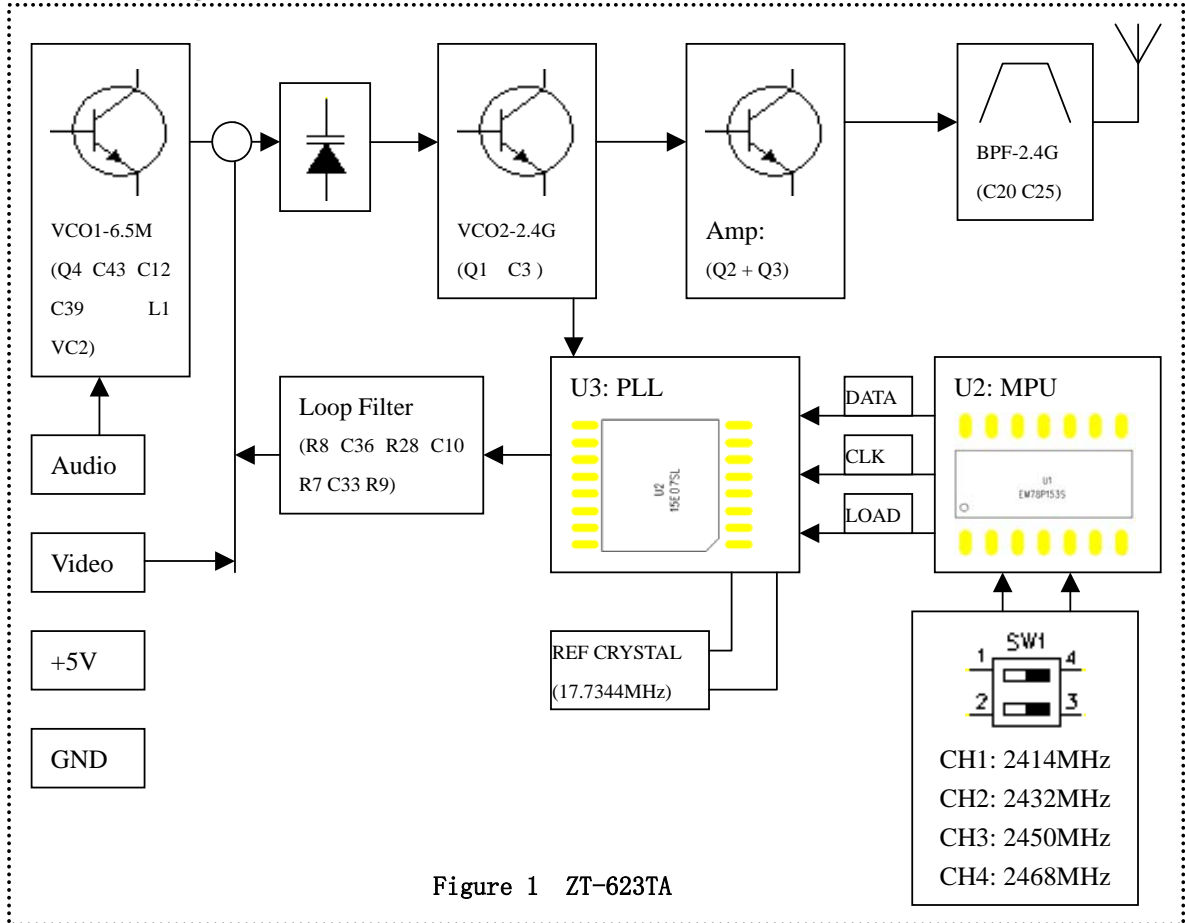 VCO1-6.5M
(Q4 C43 C12
C39 L1
VC2)
VCO2-2.4G
(Q1 C3 )
Amp:
(Q2 + Q3)
BPF-2.4G
(C20 C25)
Audio
Video
+5V
GND
Loop Filter
(R8 C36 R28 C10
R7 C33 R9)
U3: PLL
U2
15E07SL
DATA
CLK
LOAD
U2: MPU
U1
EM78P153S
REF CRYSTAL
(17.7344MHz)
SW1
1 4
2 3
CH1: 2414MHz
CH2: 2432MHz
CH3: 2450MHz
CH4: 2468MHz
Figure 1 ZT-623TA